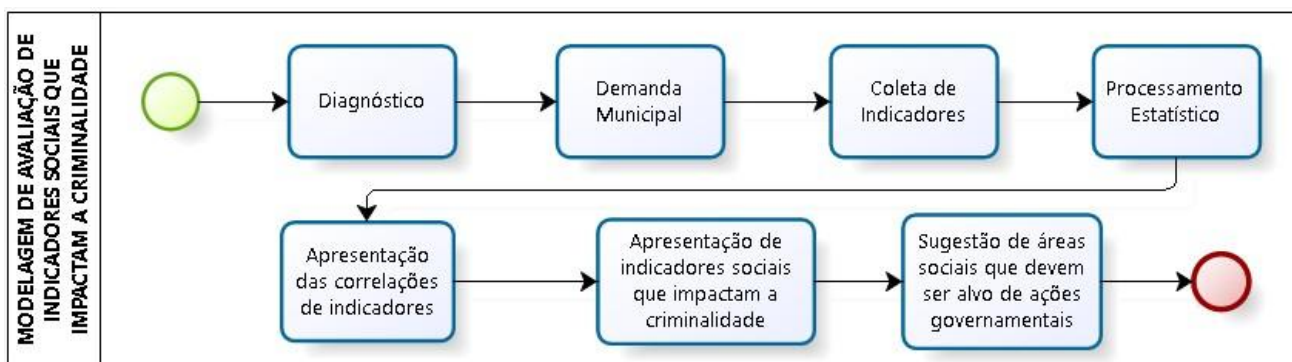 MODELAGEM DE AVALIAÇÃO DE
INDICADORES SOCIAIS QUE
IMPACTAM A CRIMINALIDADE
Diagnóstico
Demanda
Municipal
Coleta de
Indicadores
Processamento
Estatístico
Apresentação
das correlações
de indicadores
Apresentação de
indicadores sociais
que impactam a
criminalidade
Sugestão de áreas
sociais que devem
ser alvo de ações
governamentais